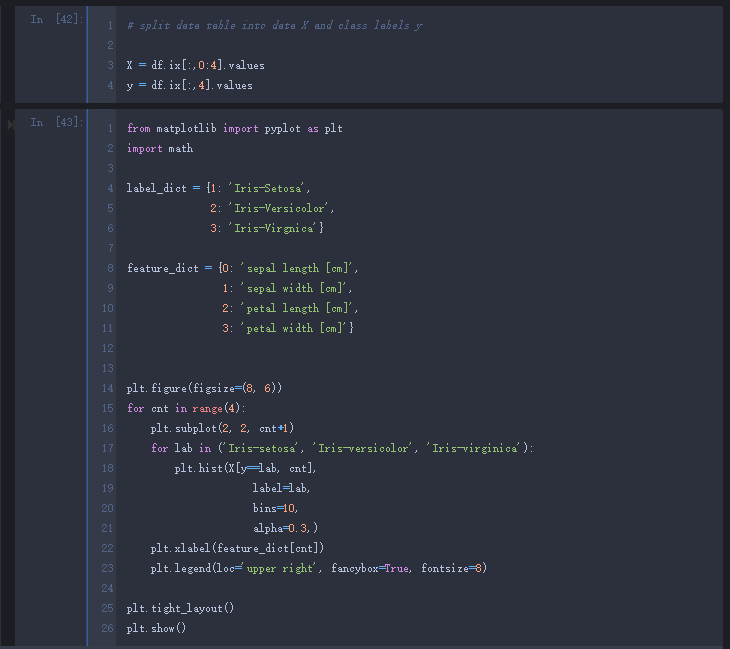 In [42]:
1 # split data table into data X and class labels y
2
3 X = df.ix[:,0:4].values
4 y = df.ix[:,4].values
In [43]:
1 from matplotlib import pyplot as plt
2 import math
3
4 label_dict = {1: 'Iris-Setosa',
5 2: 'Iris-Versicolor',
6 3: 'Iris-Virgnica'}
7
8 feature_dict = {0: 'sepal length [cm]',
9 1: 'sepal width [cm]',
10 2: 'petal length [cm]',
11 3: 'petal width [cm]'}
12
13
14 plt.figure(figsize=(8, 6))
15 for cnt in range(4):
16 plt.subplot(2, 2, cnt+1)
17 for lab in ('Iris-setosa', 'Iris-versicolor', 'Iris-virginica'):
18 plt.hist(X[y==lab, cnt],
19 label=lab,
20 bins=10,
21 alpha=0.3,)
22 plt.xlabel(feature_dict[cnt])
23 plt.legend(loc='upper right', fancybox=True, fontsize=8)
24
25 plt.tight_layout()
26 plt.show()